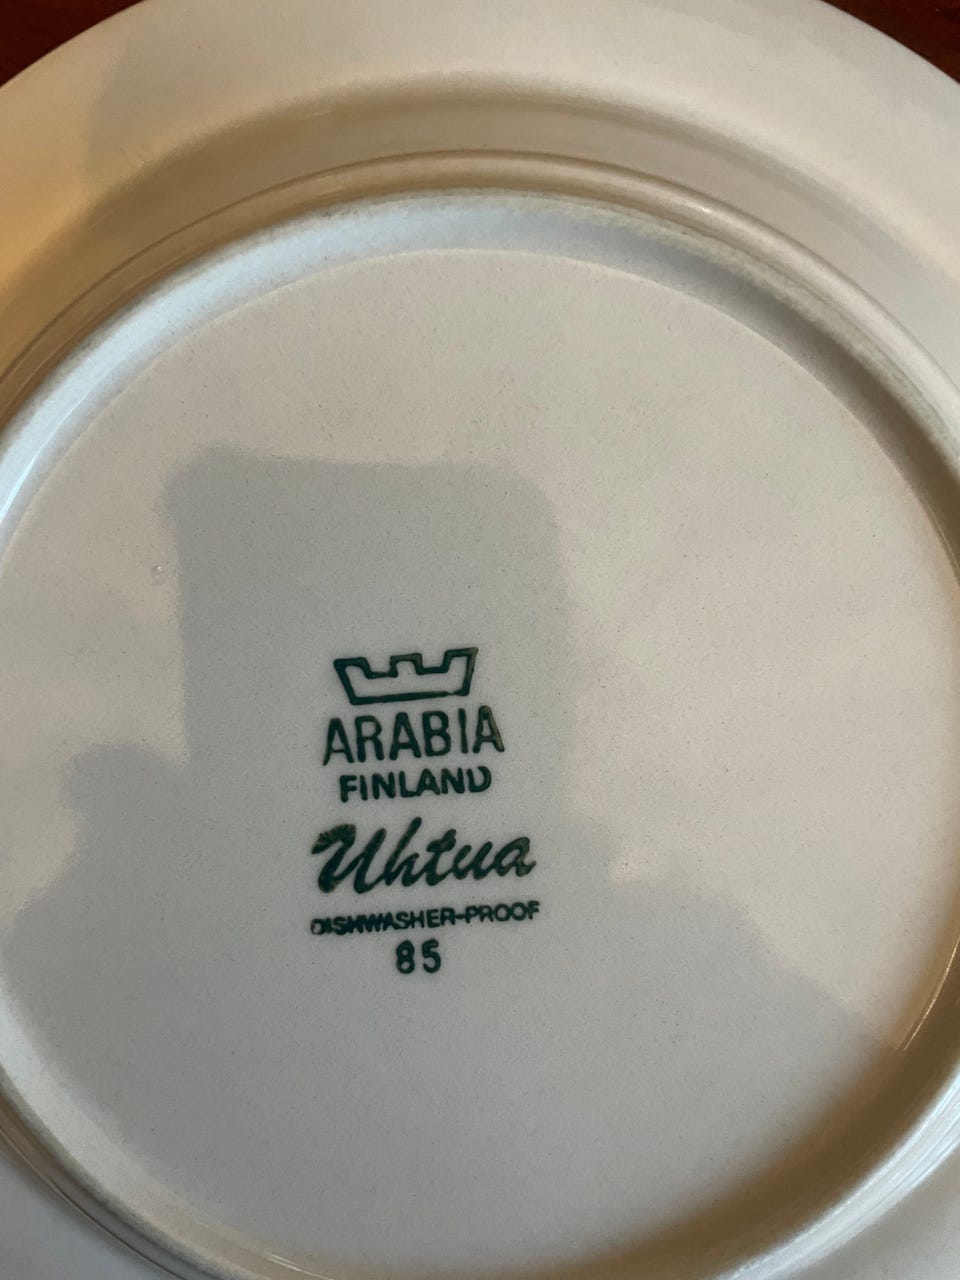 ARABIA
FINLAND
Uhtua
DISHWASHER-PROOF
85